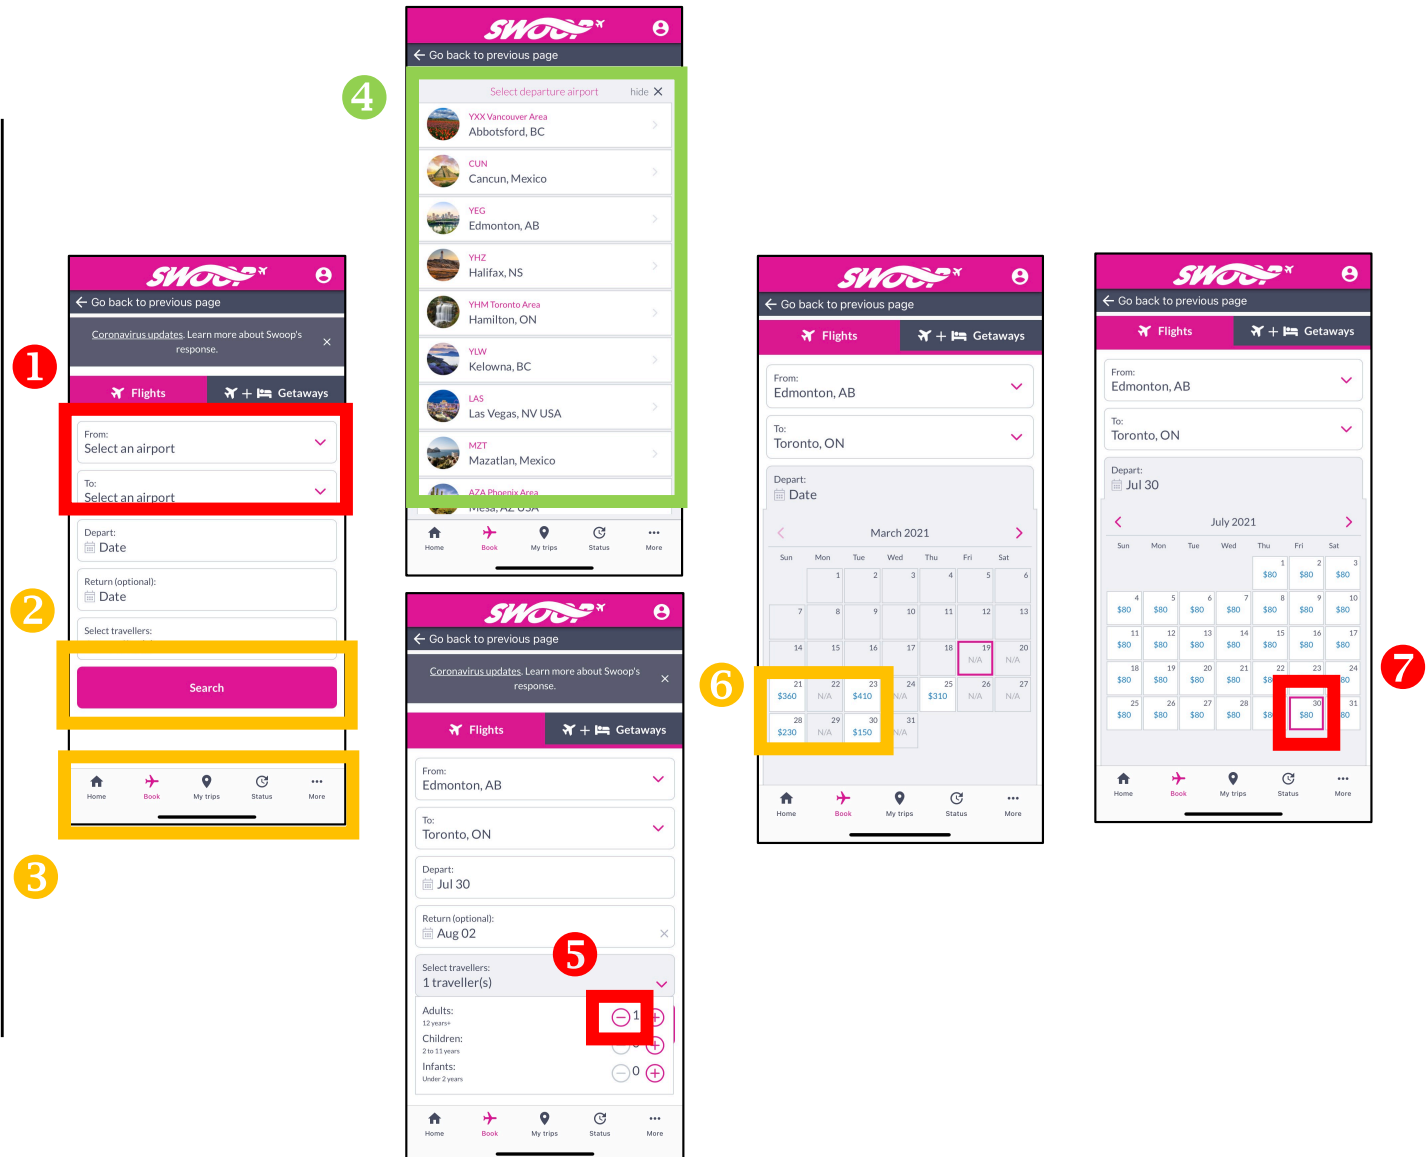 1
SWOOP
Go back to previous page
Coronavirus updates. Learn more about Swoop's
response.
Flights
+ Getaways
From:
Select an airport
To:
Select an airport
Depart:
Date
2
Return (optional):
Date
Select travellers:
Search
Home Book My trips Status More
3
4
SWOOP
Go back to previous page
Select departure airport hide
YXX Vancouver Area
Abbotsford, BC
CUN
Cancun, Mexico
YEG
Edmonton, AB
YHZ
Halifax, NS
YHM Toronto Area
Hamilton, ON
YLW
Kelowna, BC
LAS
Las Vegas, NV USA
MZT
Mazatlan, Mexico
AZA Phoenix Area
Mesa, AZ USA
Home Book My trips Status More
SWOOP
Go back to previous page
Coronavirus updates. Learn more about Swoop's
response.
Flights
+ Getaways
From:
Edmonton, AB
To:
Toronto, ON
Depart:
Jul 30
Return (optional):
Aug 02
5
Select travellers:
1 traveller(s)
Adults: 1
12 years+
Children:
2 to 11 years
Infants: 0
Under 2 years
Home Book My trips Status More
SWOOP
Go back to previous page
Flights
+ Getaways
From:
Edmonton, AB
To:
Toronto, ON
Depart:
Date
March 2021
Sun Mon Tue Wed Thu Fri Sat
1 2 3 4 5 6
7 8 9 10 11 12 13
14 15 16 17 18 19 20
N/A N/A
6
21 22 23 24 25 26 27
$360 N/A $410 N/A $310 N/A N/A
28 29 30 31
$230 N/A $150 N/A
Home Book My trips Status More
SWOOP
Go back to previous page
Flights
+ Getaways
From:
Edmonton, AB
To:
Toronto, ON
Depart:
Jul 30
July 2021
Sun Mon Tue Wed Thu Fri Sat
1 2 3
$80 $80 $80
4 5 6 7 8 9 10
$80 $80 $80 $80 $80 $80 $80
11 12 13 14 15 16 17
$80 $80 $80 $80 $80 $80 $80
7
18 19 20 21 22 23 24
$80 $80 $80 $80 $8 80
25 26 27 28 30 31
$80 $80 $80 $80 $8 $80 80
Home Book My trips Status More